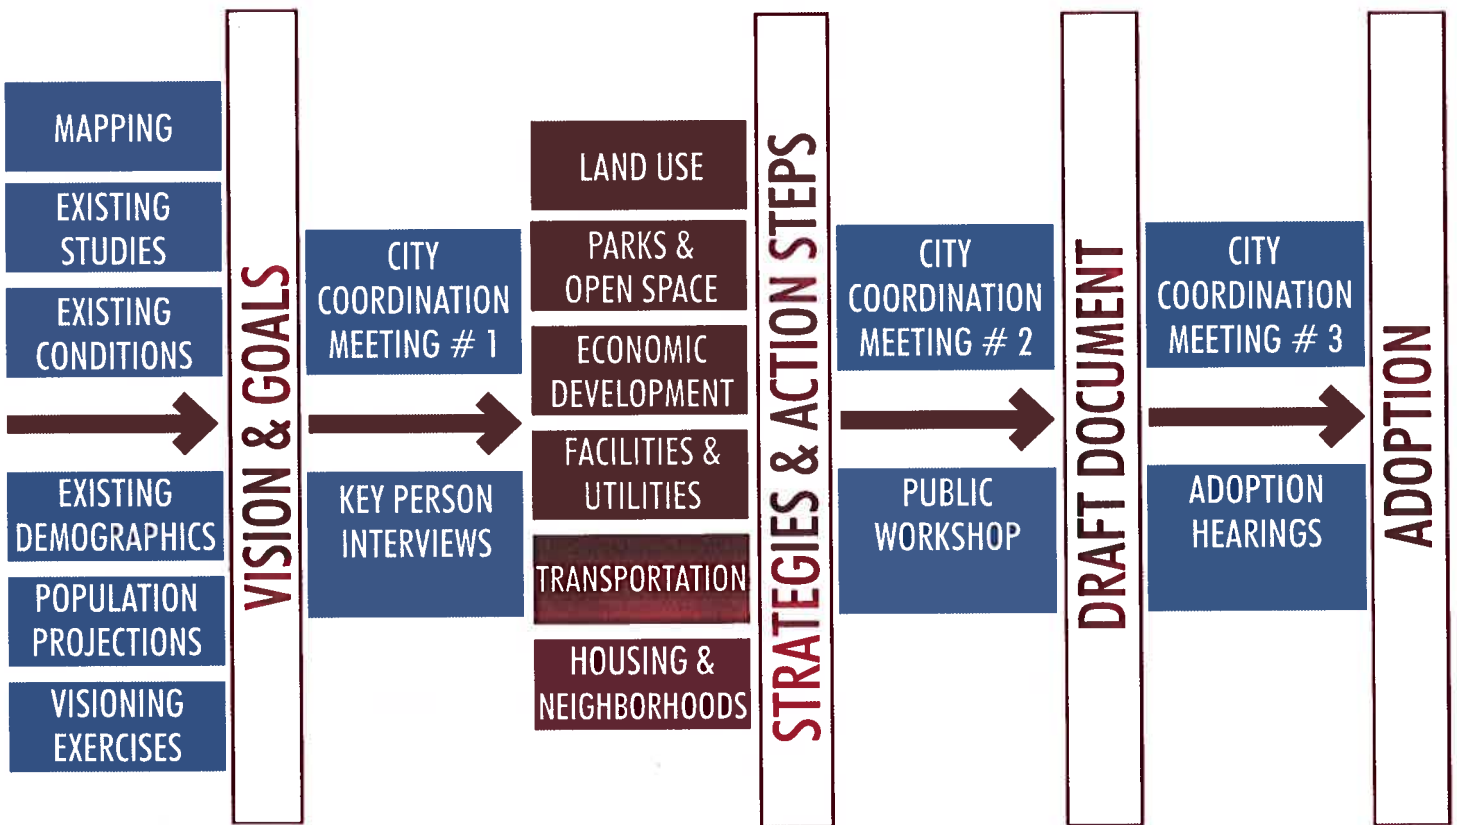 MAPPING
EXISTING
STUDIES
EXISTING
CONDITIONS
EXISTING
DEMOGRAPHICS
POPULATION
PROJECTIONS
VISIONING
EXERCISES
VISION & GOALS
CITY
COORDINATION
MEETING # 1
KEY PERSON
INTERVIEWS
LAND USE
PARKS &
OPEN SPACE
ECONOMIC
DEVELOPMENT
FACILITIES &
UTILITIES
TRANSPORTATION
HOUSING &
NEIGHBORHOODS
STRATEGIES & ACTION STEPS
CITY
COORDINATION
MEETING # 2
PUBLIC
WORKSHOP
DRAFT DOCUMENT
CITY
COORDINATION
MEETING # 3
ADOPTION
HEARINGS
ADOPTION